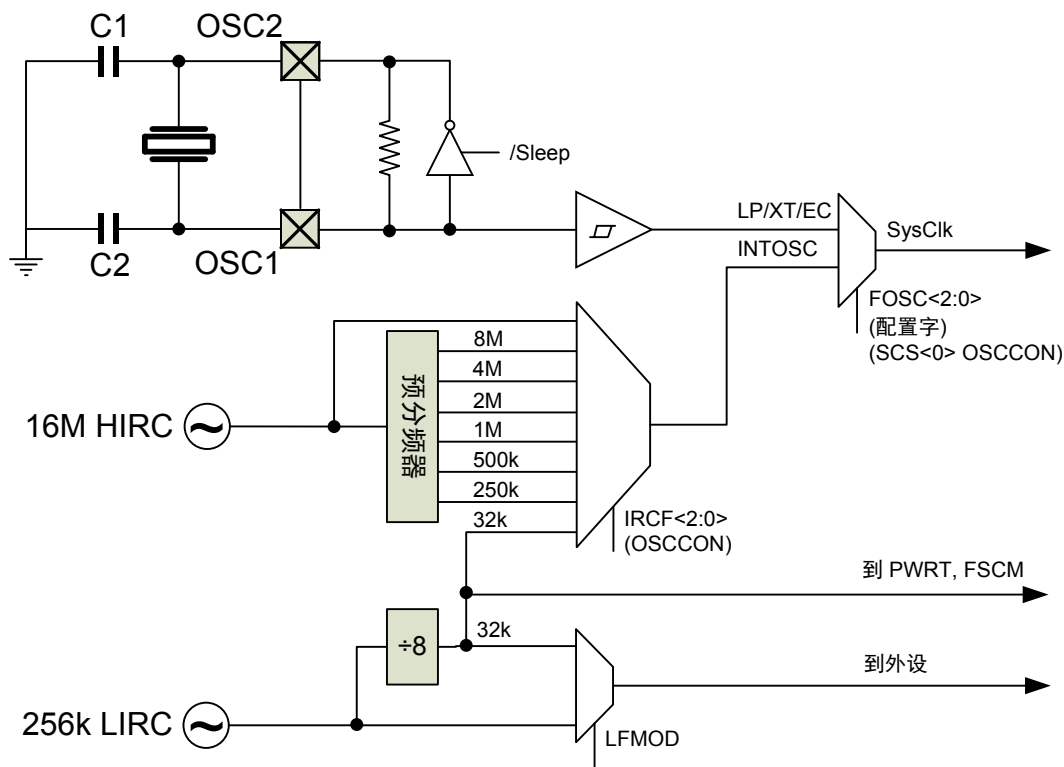 C1
OSC2
/Sleep
C2
OSC1
LP/XT/EC
INTOSC
SysClk
FOSC<2:0>
(配置字)
(SCS<0> OSCCON)
16M HIRC
预分频器
8M
4M
2M
1M
500k
250k
32k
IRCF<2:0>
(OSCCON)
到 PWRT, FSCM
÷8
32k
到外设
256k LIRC
LFMOD